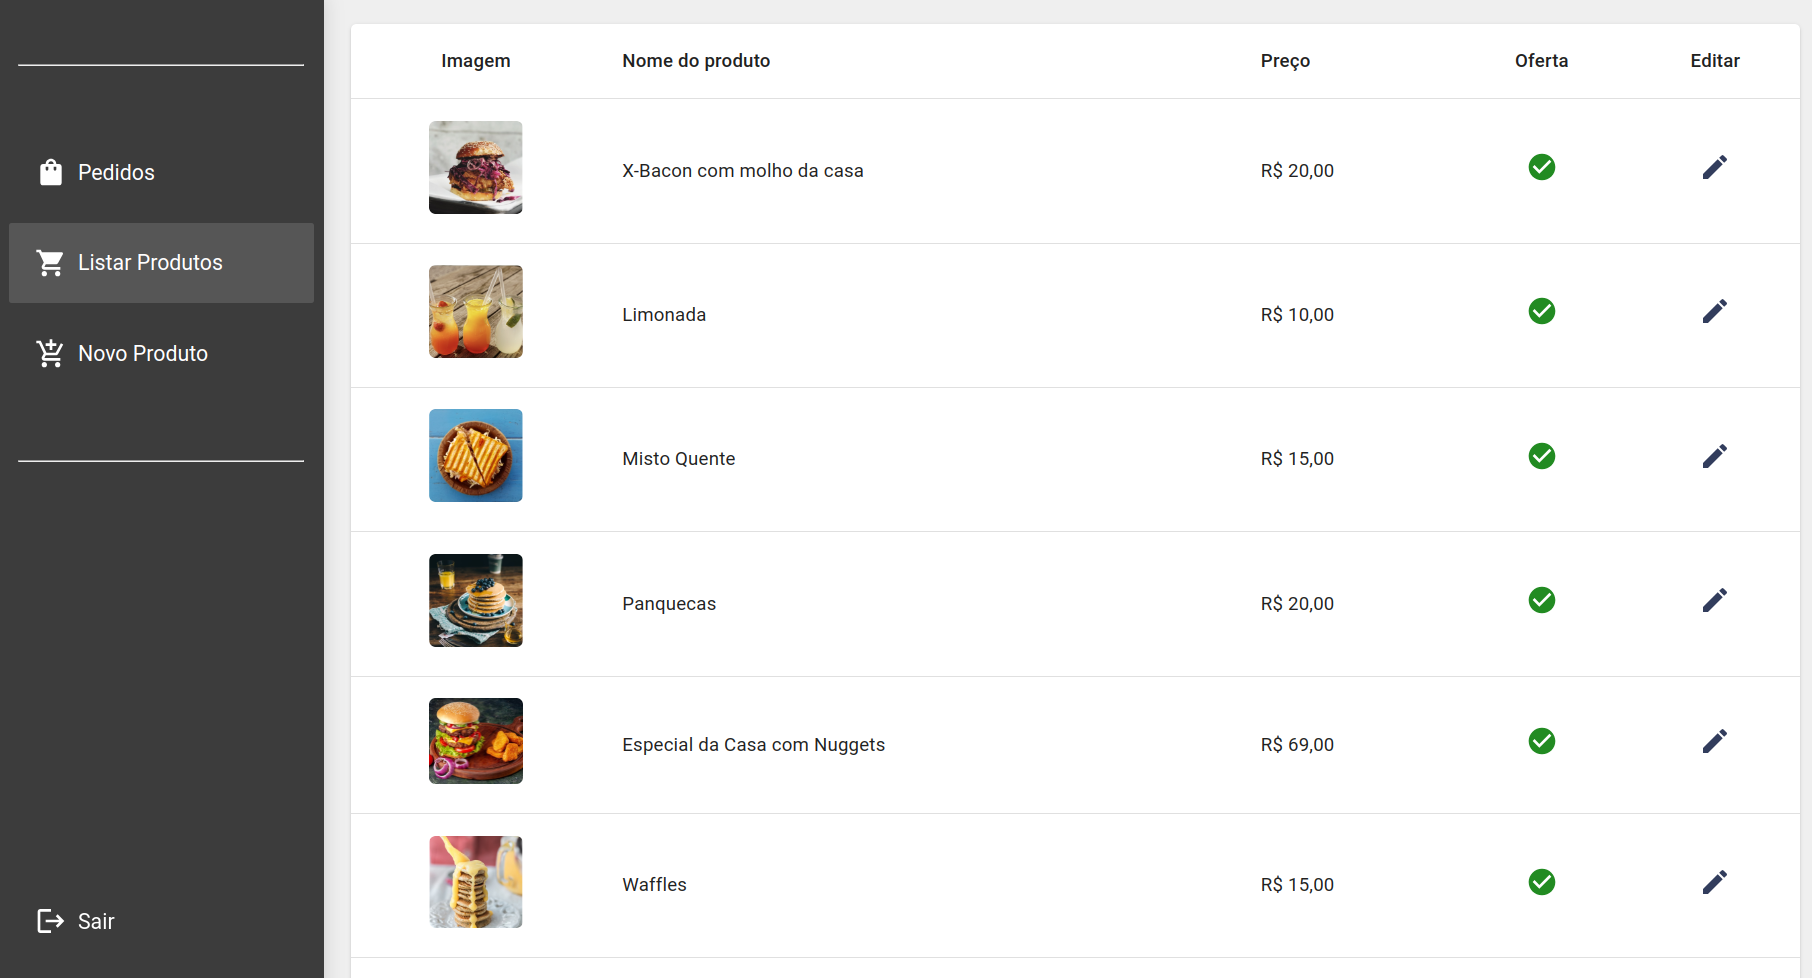 Pedidos
Listar Produtos
Novo Produto
Sair
Imagem Nome do produto Preço Oferta Editar
X-Bacon com molho da casa R$ 20,00
Limonada R$ 10,00
Misto Quente R$ 15,00
Panquecas R$ 20,00
Especial da Casa com Nuggets R$ 69,00
Waffles R$ 15,00